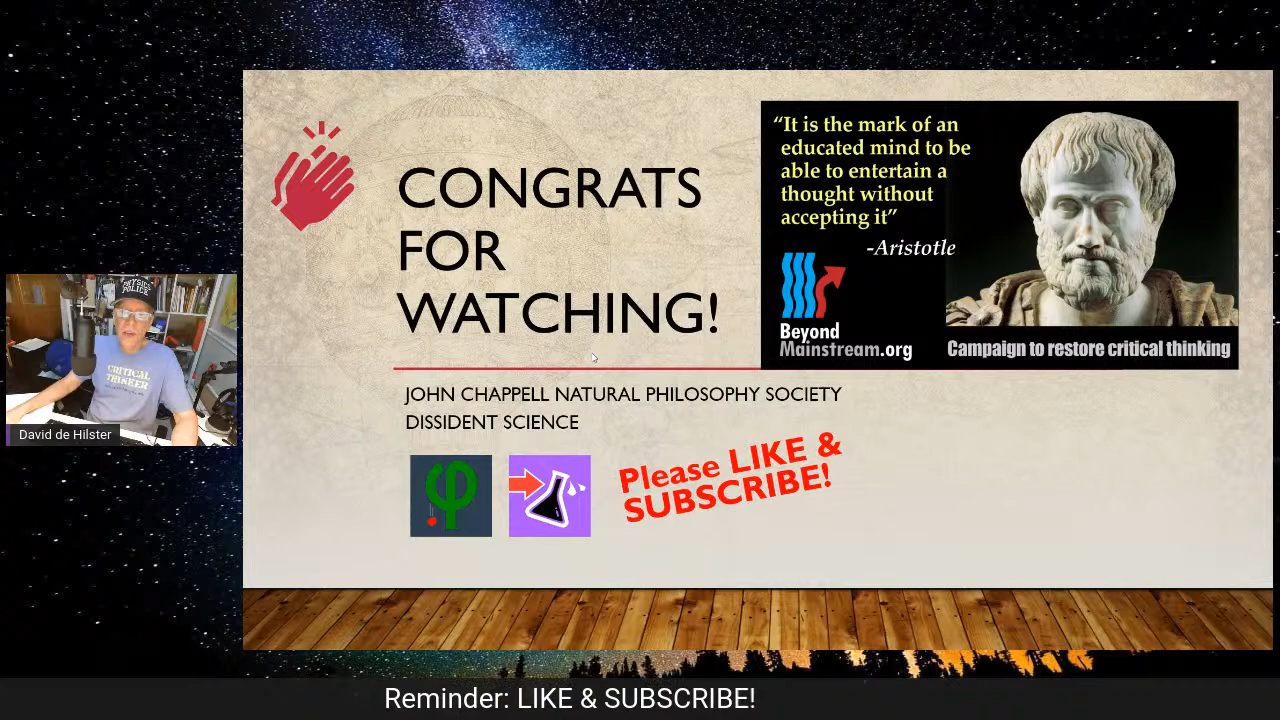 CONGRATS
FOR
WATCHING!
“It is the mark of an
educated mind to be
able to entertain a
thought without
accepting it”
-Aristotle
Beyond
Mainstream.org
Campaign to restore critical thinking
JOHN CHAPPELL NATURAL PHILOSOPHY SOCIETY
DISSIDENT SCIENCE
Please LIKE &
SUBSCRIBE!
PHYSICS
POLICE
CRITICAL
THINKER
David de Hilster
Reminder: LIKE & SUBSCRIBE!